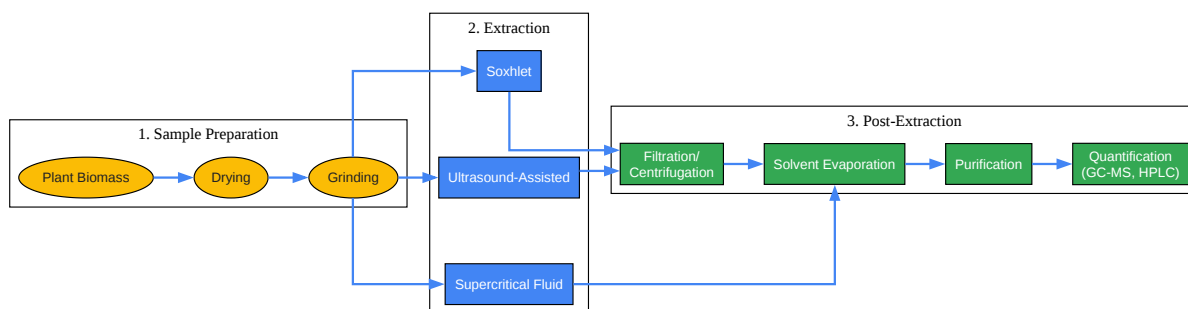 1. Sample Preparation
Plant Biomass
Drying
Grinding
2. Extraction
Soxhlet
Ultrasound-Assisted
Supercritical Fluid
3. Post-Extraction
Filtration/
Centrifugation
Solvent Evaporation
Purification
Quantification
(GC-MS, HPLC)